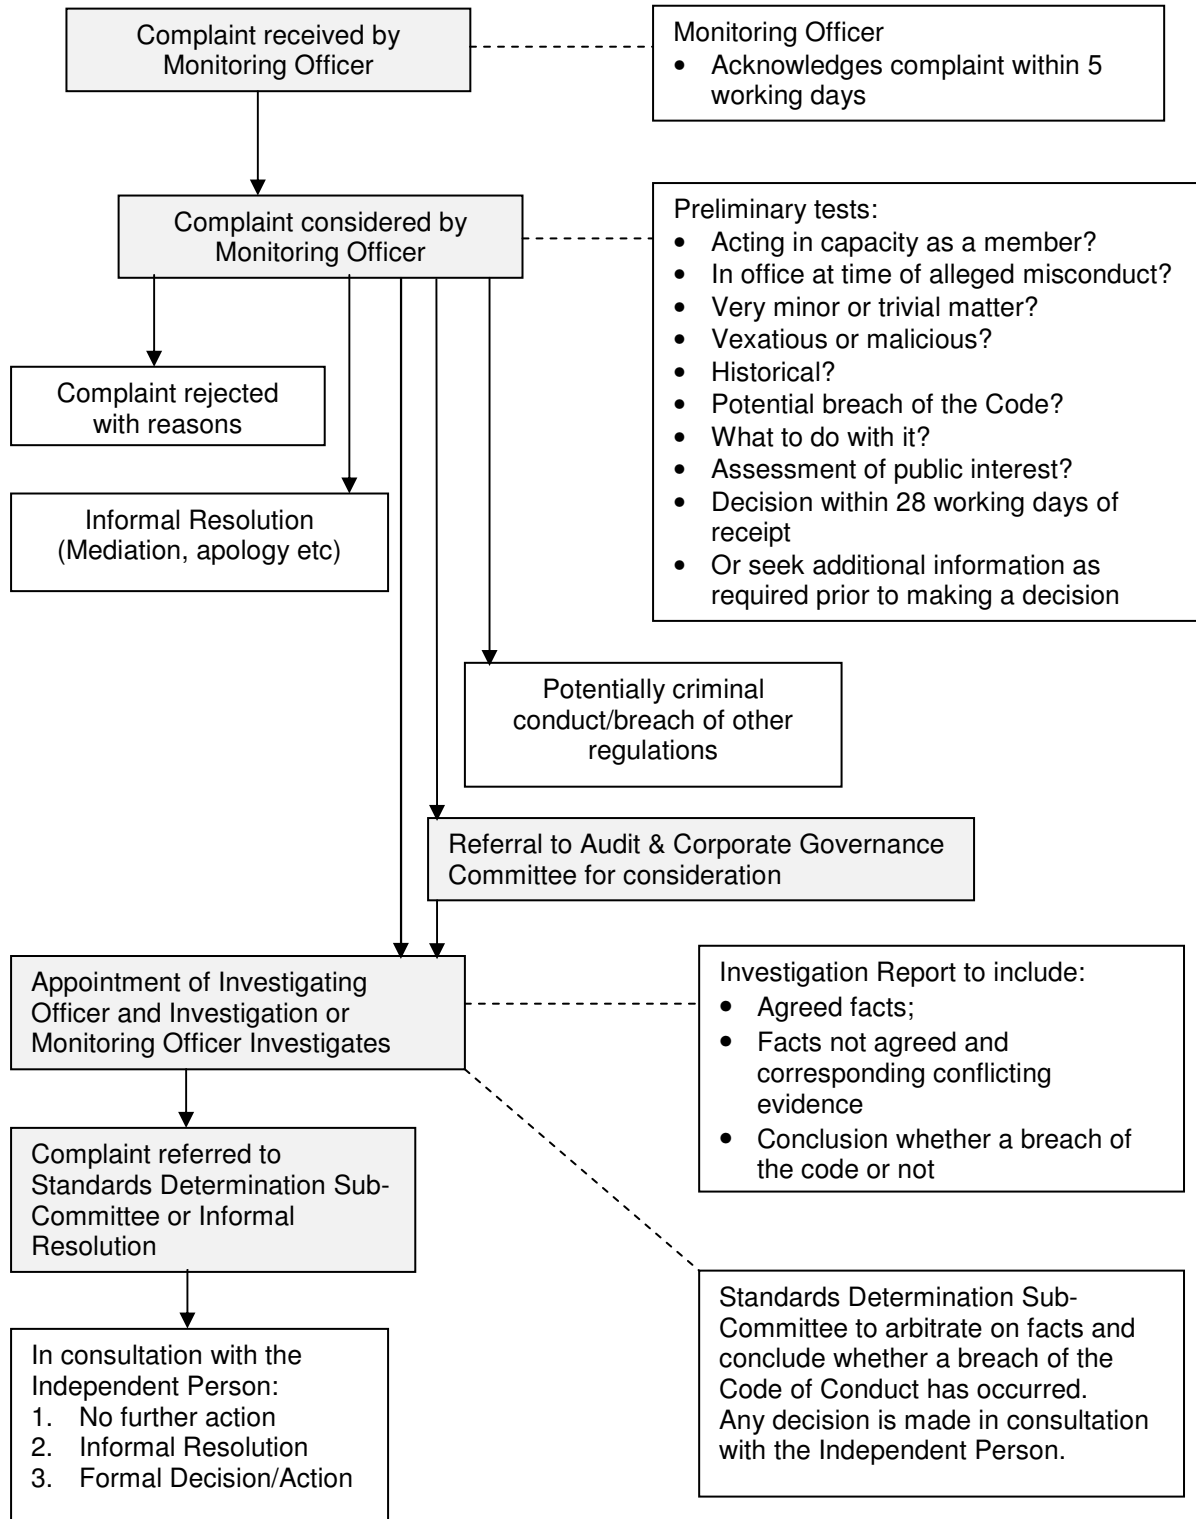 Complaint received by
Monitoring Officer
Monitoring Officer
• Acknowledges complaint within 5
working days
Complaint considered by
Monitoring Officer
Preliminary tests:
• Acting in capacity as a member?
• In office at time of alleged misconduct?
• Very minor or trivial matter?
• Vexatious or malicious?
• Historical?
• Potential breach of the Code?
• What to do with it?
• Assessment of public interest?
• Decision within 28 working days of
receipt
• Or seek additional information as
required prior to making a decision
Complaint rejected
with reasons
Informal Resolution
(Mediation, apology etc)
Potentially criminal
conduct/breach of other
regulations
Referral to Audit & Corporate Governance
Committee for consideration
Appointment of Investigating
Officer and Investigation or
Monitoring Officer Investigates
Investigation Report to include:
• Agreed facts;
• Facts not agreed and
corresponding conflicting
evidence
• Conclusion whether a breach of
the code or not
Complaint referred to
Standards Determination Sub-
Committee or Informal
Resolution
Standards Determination Sub-
Committee to arbitrate on facts and
conclude whether a breach of the
Code of Conduct has occurred.
Any decision is made in consultation
with the Independent Person.
In consultation with the
Independent Person:
1. No further action
2. Informal Resolution
3. Formal Decision/Action